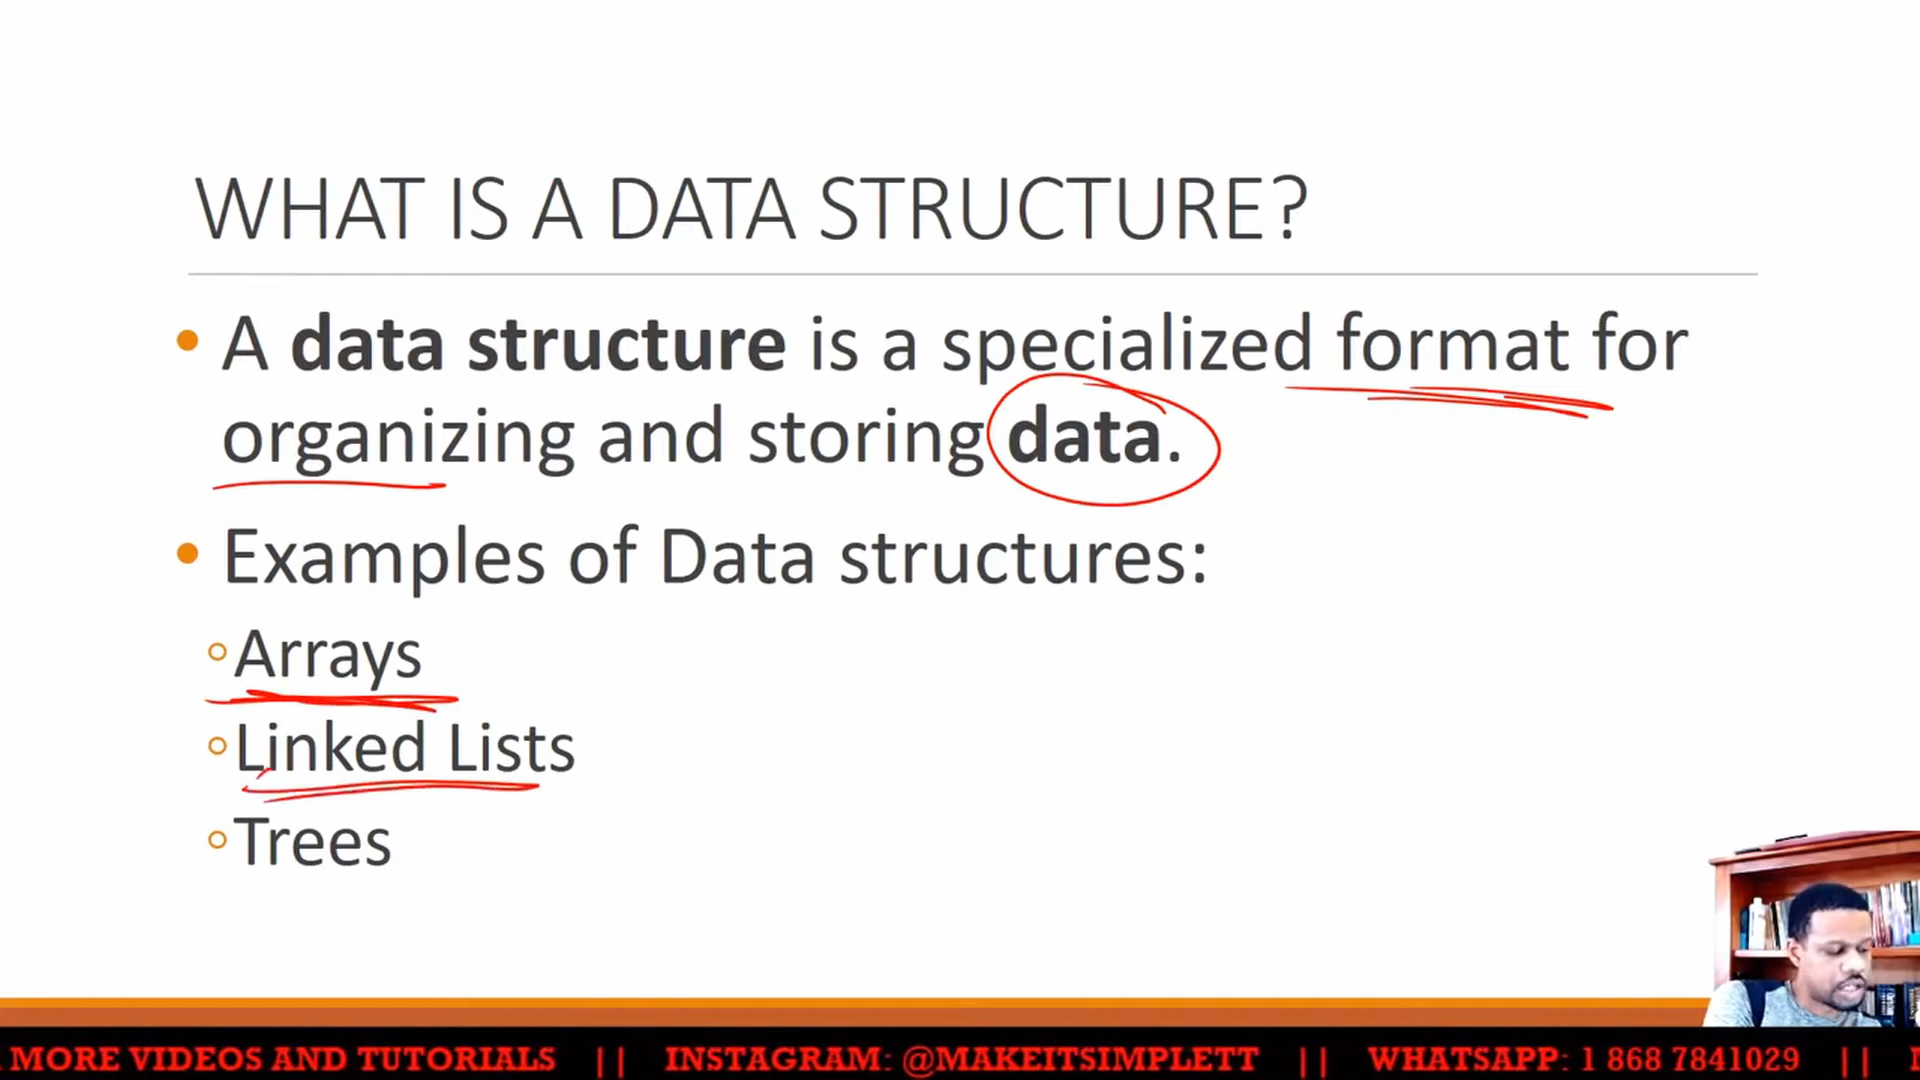 WHAT IS A DATA STRUCTURE?
• A data structure is a specialized format for
organizing and storing data.
• Examples of Data structures:
◦Arrays
◦Linked Lists
◦Trees
MORE VIDEOS AND TUTORIALS || INSTAGRAM: @MAKEITSIMPLETT || WHATSAPP: 1 868 7841029 ||